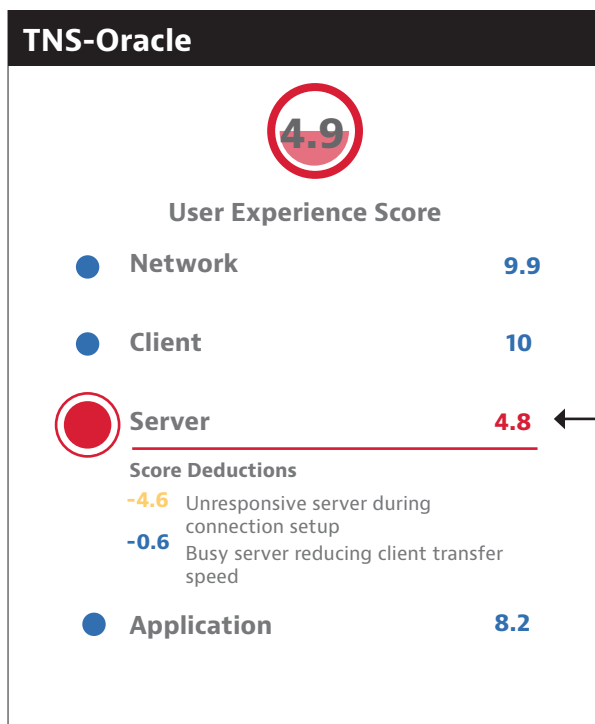 TNS-Oracle
4.9
User Experience Score
Network 9.9
Client 10
Server 4.8
Score Deductions
-4.6 Unresponsive server during
connection setup
-0.6 Busy server reducing client transfer
speed
Application 8.2